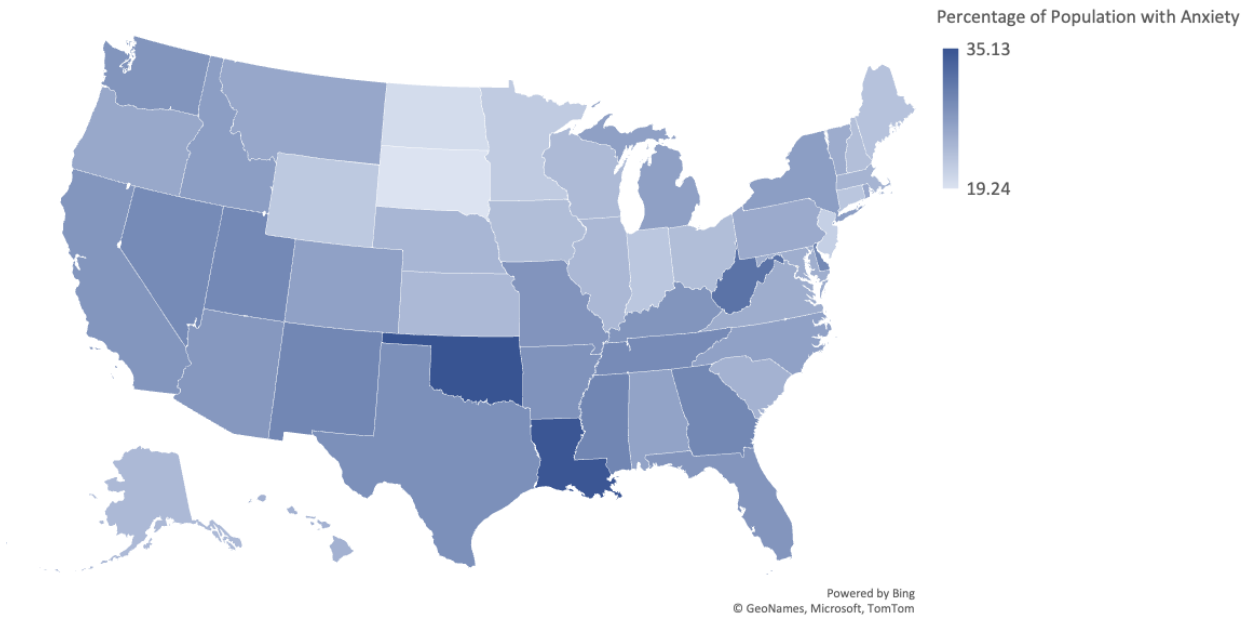 Percentage of Population with Anxiety
35.13
19.24
Powered by Bing
© GeoNames, Microsoft, TomTom